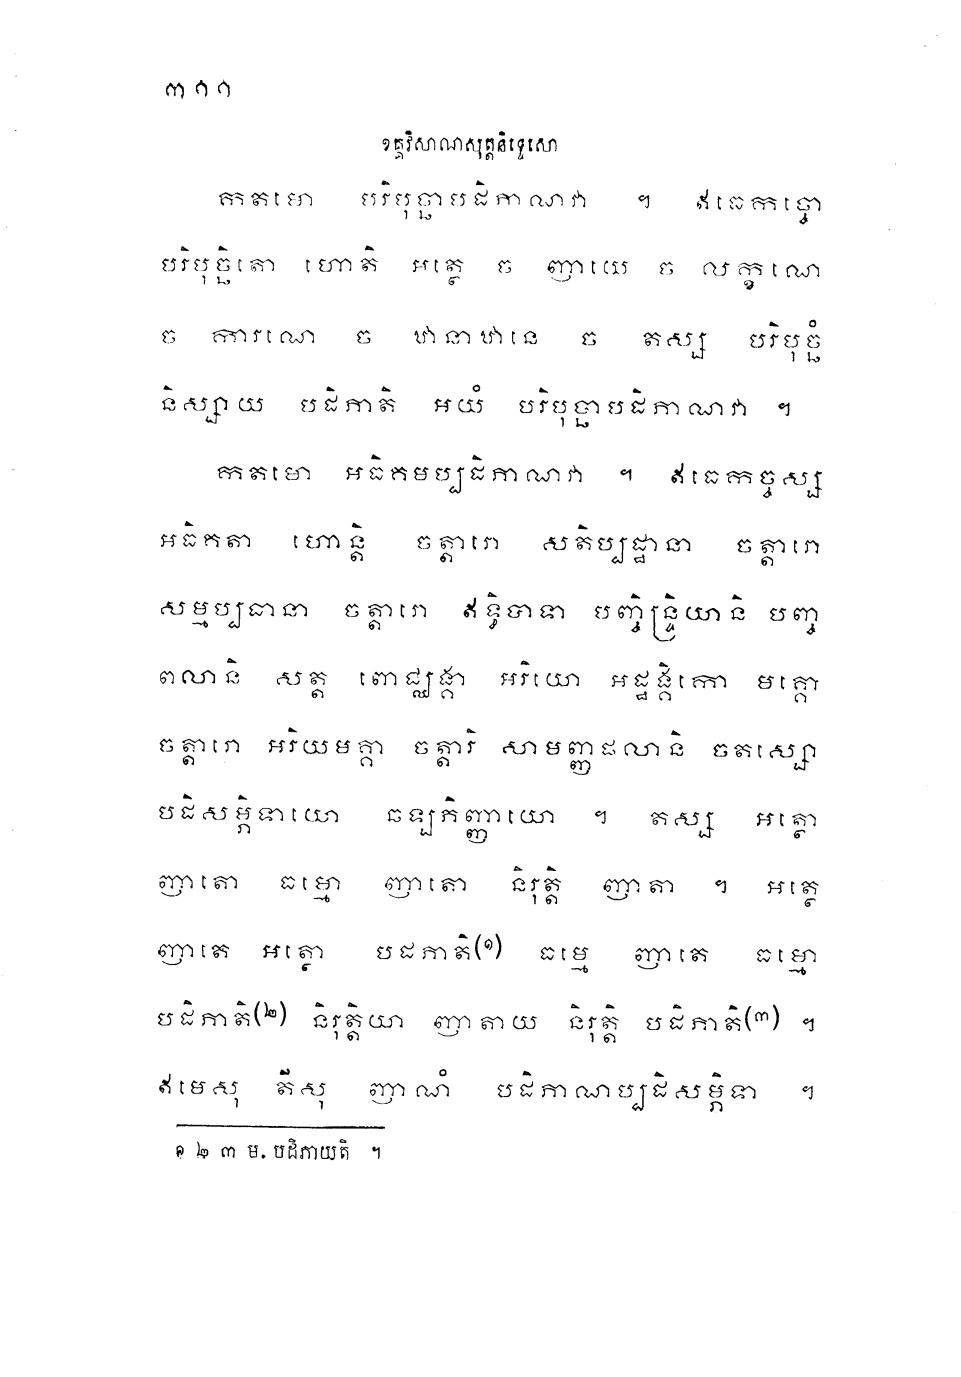 ៣៨៨
ខគ្គវិសាណសុត្តនិទ្ទេសោ
កតមោ បរិបុច្ឆាបដិភាណវា ។ ឥធេកច្ចោ
បរិបុច្ឆិតោ ហោតិ អត្ថេ ច ញាយេ ច លក្ខណេ
ច ការណេ ច ឋានាឋានេ ច តស្ស បរិបុច្ឆំ
និស្សាយ បដិភាតិ អយំ បរិបុច្ឆាបដិភាណវា ។
កតមោ អធិគមប្បដិភាណវា ។ ឥធេកច្ចស្ស
អធិគតា ហោន្តិ ចត្តារោ សតិប្បដ្ឋានា ចត្តារោ
សម្មប្បធានា ចត្តារោ ឥទ្ធិបាទា បញ្ចិន្ទ្រិយានិ បញ្ច
ពលានិ សត្ត ពោជ្ឈង្គា អរិយោ អដ្ឋង្គិកោ មគ្គោ
ចត្តារោ អរិយមគ្គា ចត្តារិ សាមញ្ញផលានិ ចតស្សោ
បដិសម្ភិទាយោ ឆឡភិញ្ញាយោ ។ តស្ស អត្ថោ
ញាតោ ធម្មោ ញាតោ និរុត្តិ ញាតា ។ អត្ថេ
ញាតេ អត្ថោ បដិភាតិ(១) ធម្មេ ញាតេ ធម្មោ
បដិភាតិ(២) និរុត្តិយា ញាតាយ និរុត្តិ បដិភាតិ(៣) ។
ឥមេសុ តីសុ ញាណំ បដិភាណប្បដិសម្ភិទា ។
១ ២ ៣ ម. បដិភាយតិ ។